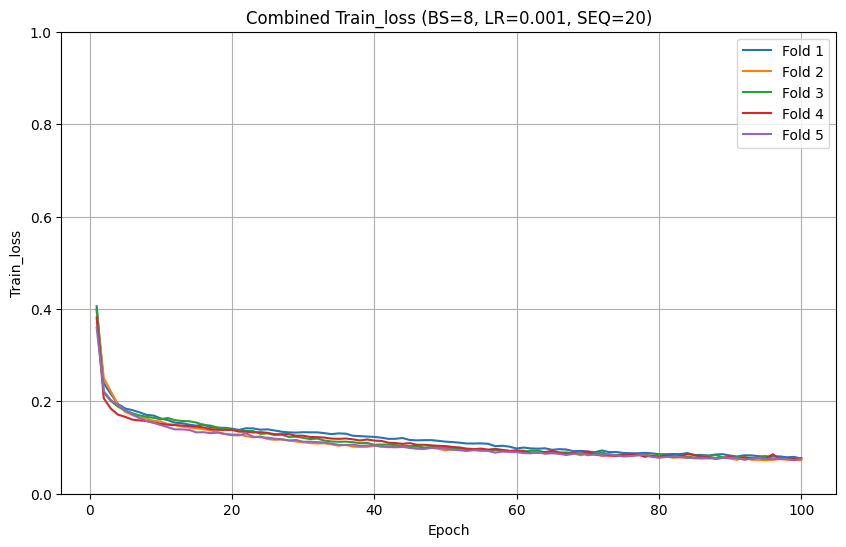 Combined Train_loss (BS=8, LR=0.001, SEQ=20)
1.0
0.8
0.6
0.4
0.2
0.0
Train_loss
0
20
40
60
80
100
Epoch
Fold 1
Fold 2
Fold 3
Fold 4
Fold 5